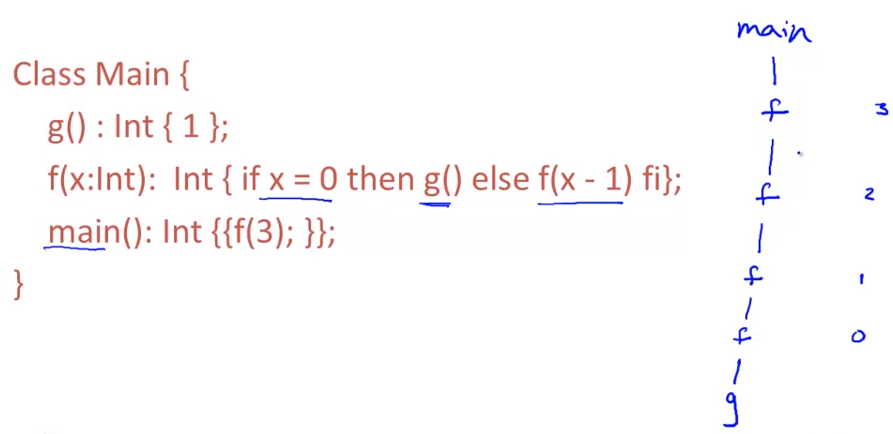 main
Class Main {
f 3
g() : Int { 1 };
f(x:Int): Int { if x = 0 then g() else f(x - 1) fi};
f 2
main(): Int {{f(3); }};
}
f 1
f 0
g